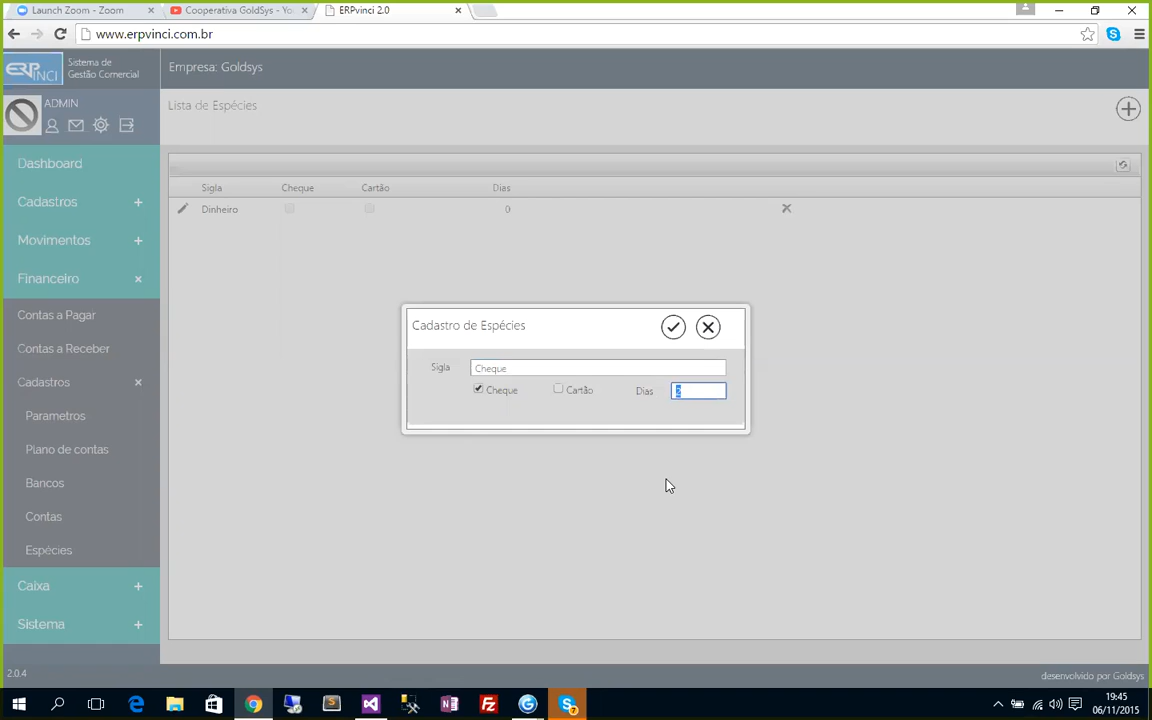 Launch Zoom - Zoom
Cooperativa GoldSys - Yo
ERPvinci 2.0
www.erpvinci.com.br
ERP INCI
Sistema de
Gestão Comercial
Empresa: Goldsys
ADMIN
Lista de Espécies
Dashboard
Cadastros
Movimentos
Financeiro
Contas a Pagar
Contas a Receber
Cadastros
Parametros
Plano de contas
Bancos
Contas
Espécies
Caixa
Sistema
2.0.4
Sigla Cheque Cartão Dias
Dinheiro 0
Cadastro de Espécies
Sigla Cheque
Cheque Cartão Dias 2
desenvolvido por Goldsys
19:45
06/11/2015